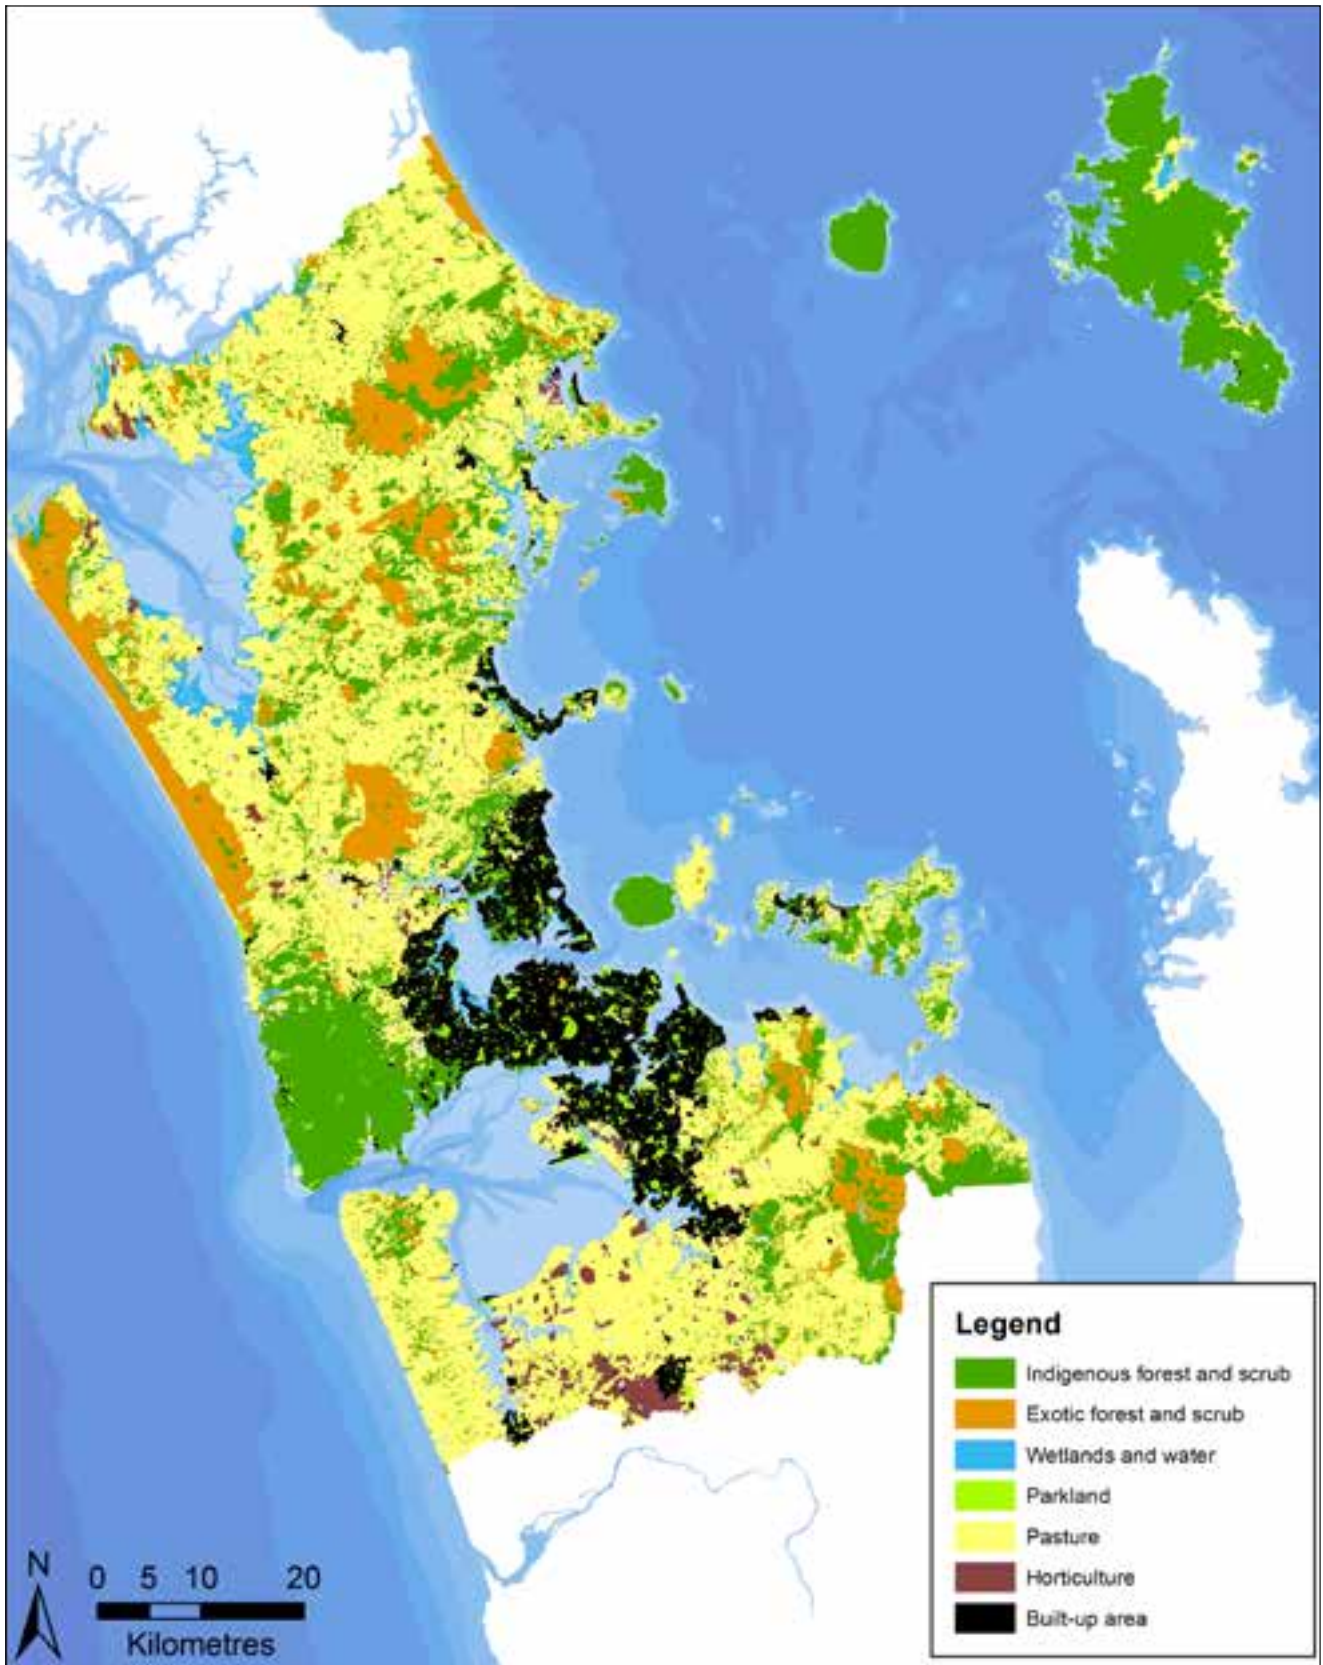 Legend
Indigenous forest and scrub
Exotic forest and scrub
Wetlands and water
Parkland
Pasture
Horticulture
Built-up area
N
0 5 10 20
Kilometres